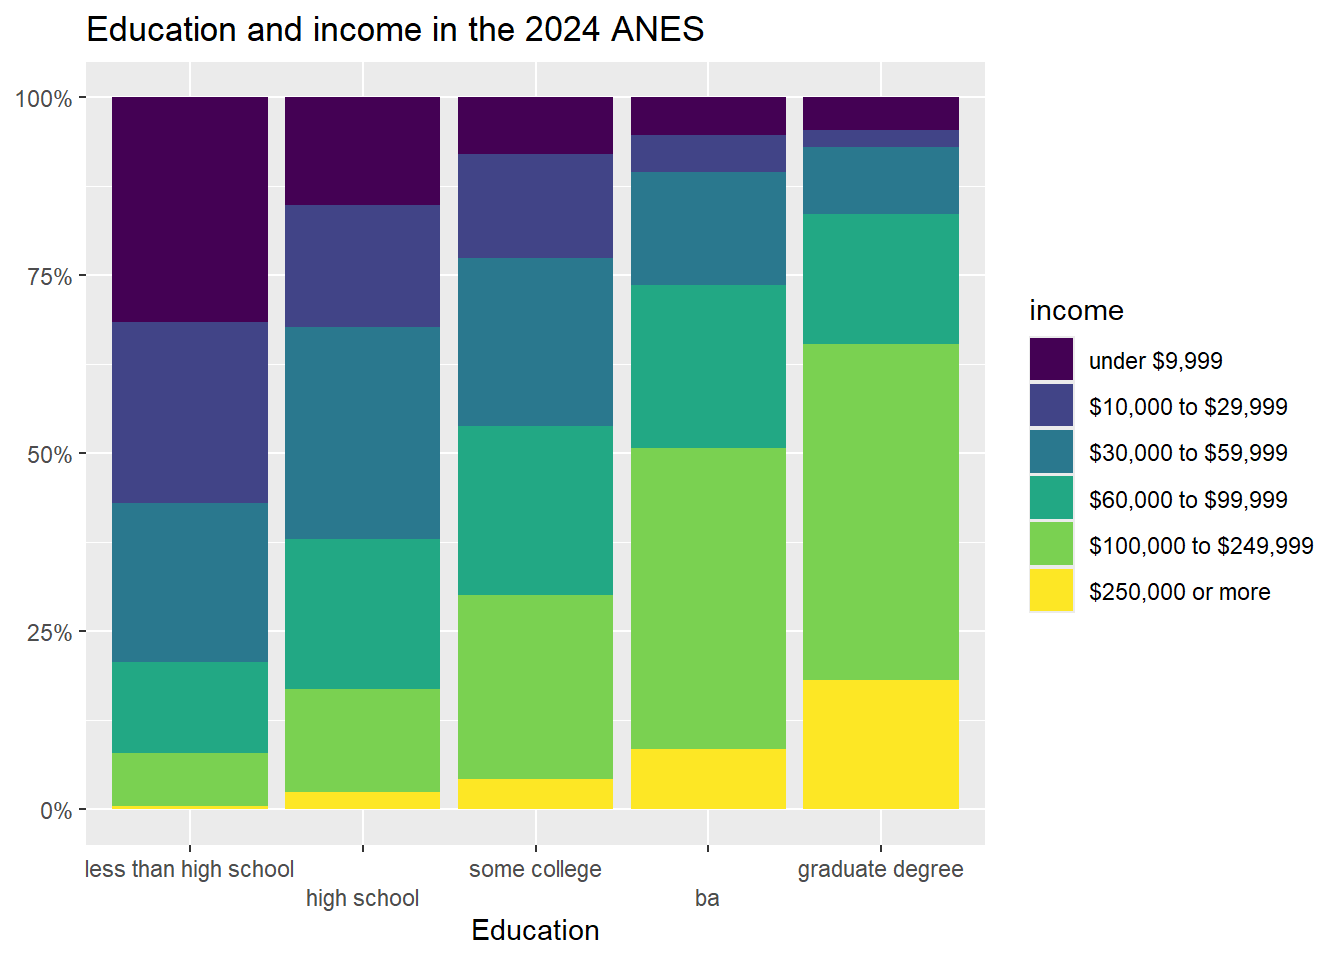 Education and income in the 2024 ANES
100%
75%
50%
25%
0%
less than high school
high school
some college
ba
graduate degree
Education
income
under $9,999
$10,000 to $29,999
$30,000 to $59,999
$60,000 to $99,999
$100,000 to $249,999
$250,000 or more